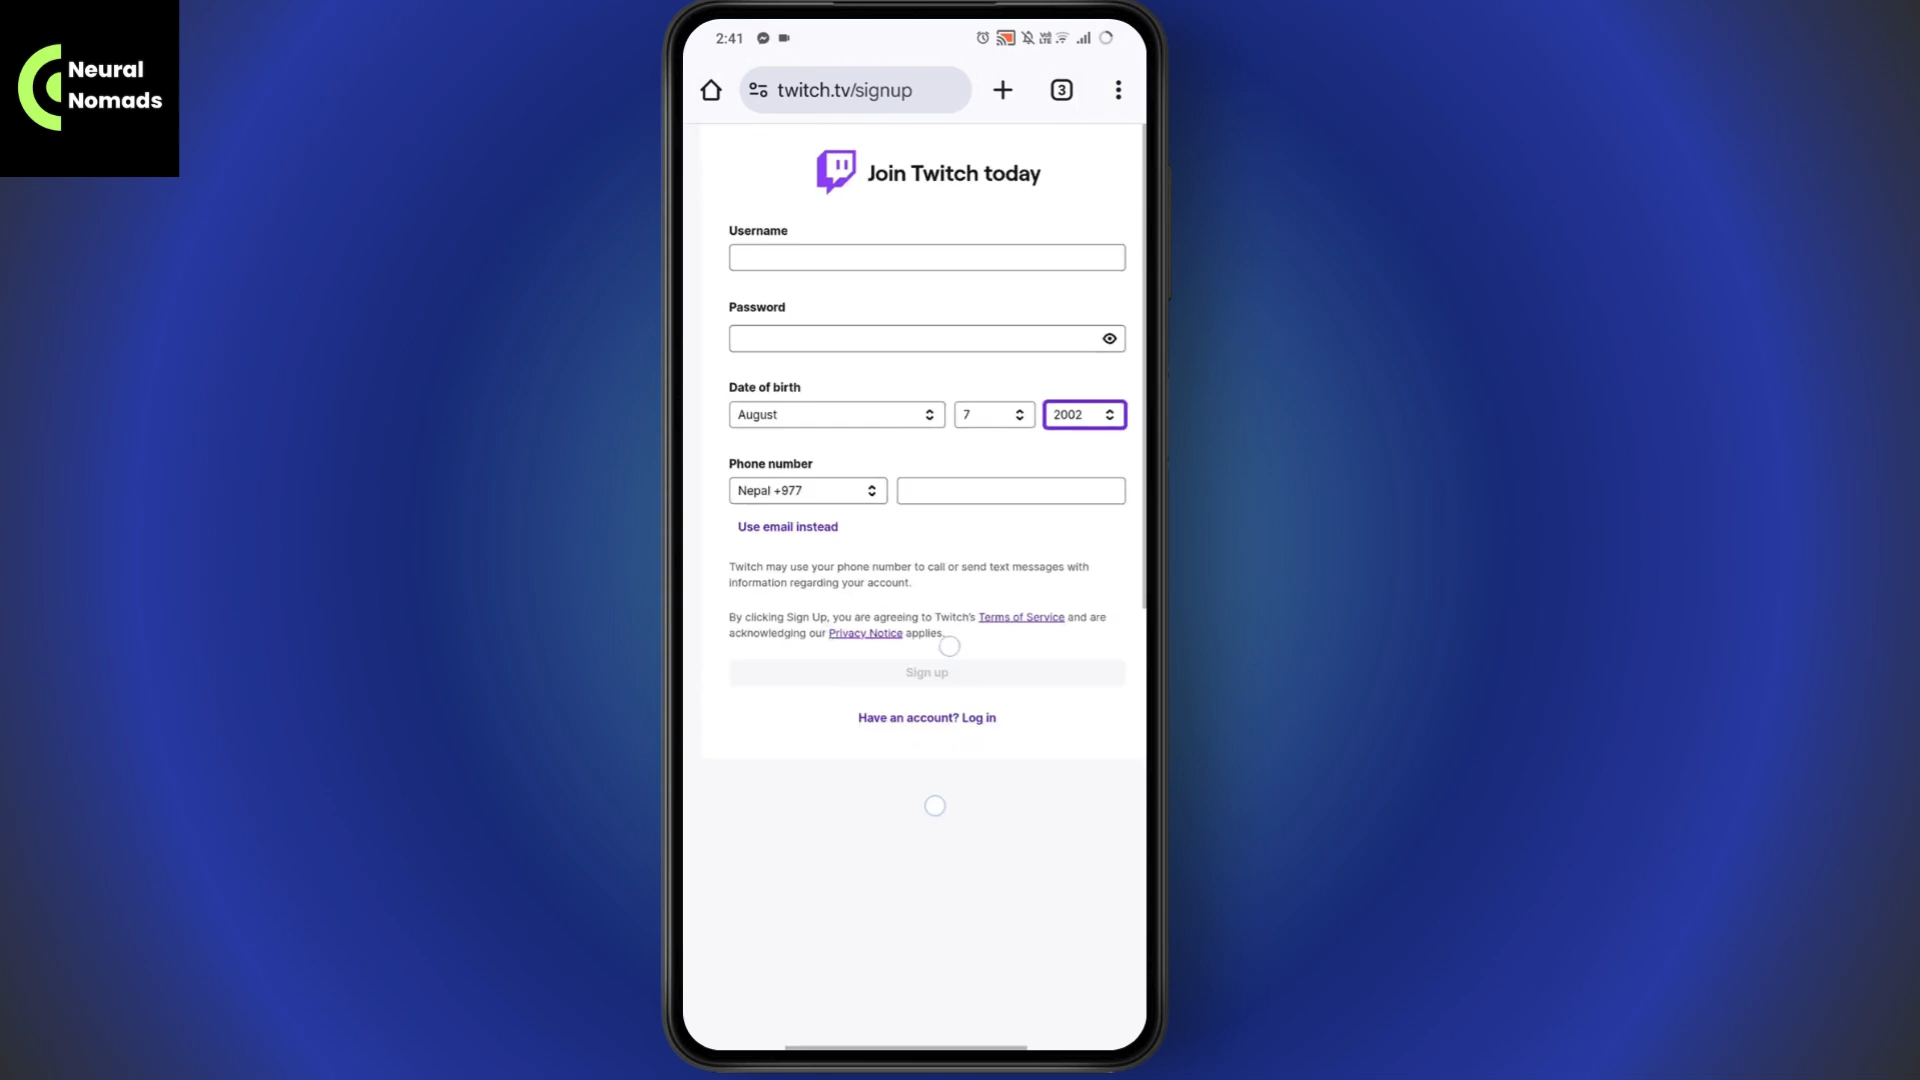 Neural
Nomads
2:41
twitch.tv/signup
3
Join Twitch today
Username
Password
Date of birth
August
7
2002
Phone number
Nepal +977
Use email instead
Twitch may use your phone number to call or send text messages with
information regarding your account.
By clicking Sign Up, you are agreeing to Twitch's Terms of Service and are
acknowledging our Privacy Notice applies.
Sign up
Have an account? Log in